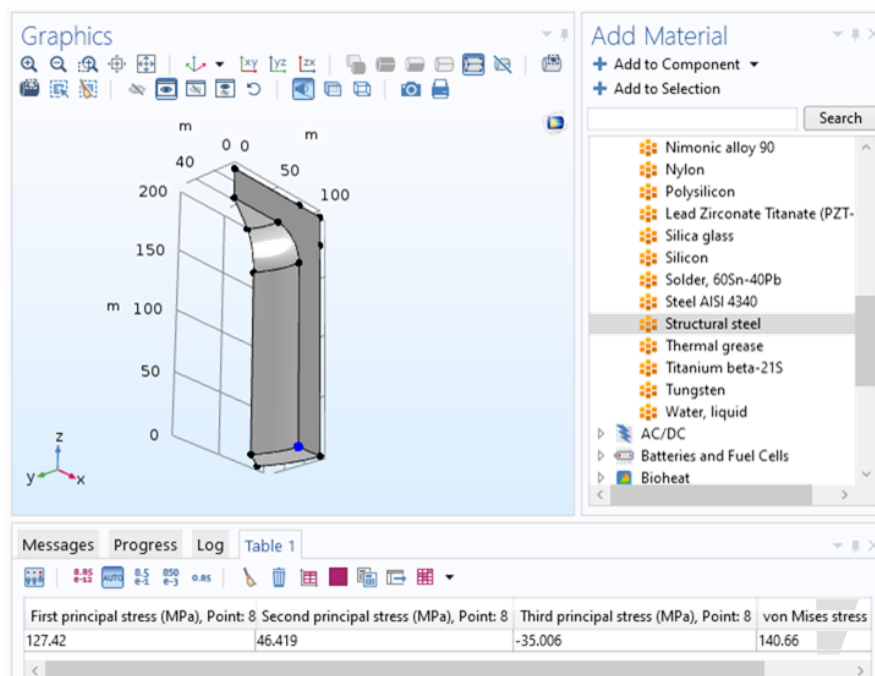 Graphics
xy yz zx
m
0 0
m
40
50
200
100
150
m 100
50
0
z
y
x
Add Material
Add to Component
Add to Selection
Search
Nimonic alloy 90
Nylon
Polysilicon
Lead Zirconate Titanate (PZT-
Silica glass
Silicon
Solder, 60Sn-40Pb
Steel AISI 4340
Structural steel
Thermal grease
Titanium beta-21S
Tungsten
Water, liquid
AC/DC
Batteries and Fuel Cells
Bioheat
Messages Progress Log Table 1
8.85 e-12 AUTO 8.5 e-1 850 e-3 0.85
First principal stress (MPa), Point: 8 Second principal stress (MPa), Point: 8 Third principal stress (MPa), Point: 8 von Mises stress
127.42 46.419 -35.006 140.66